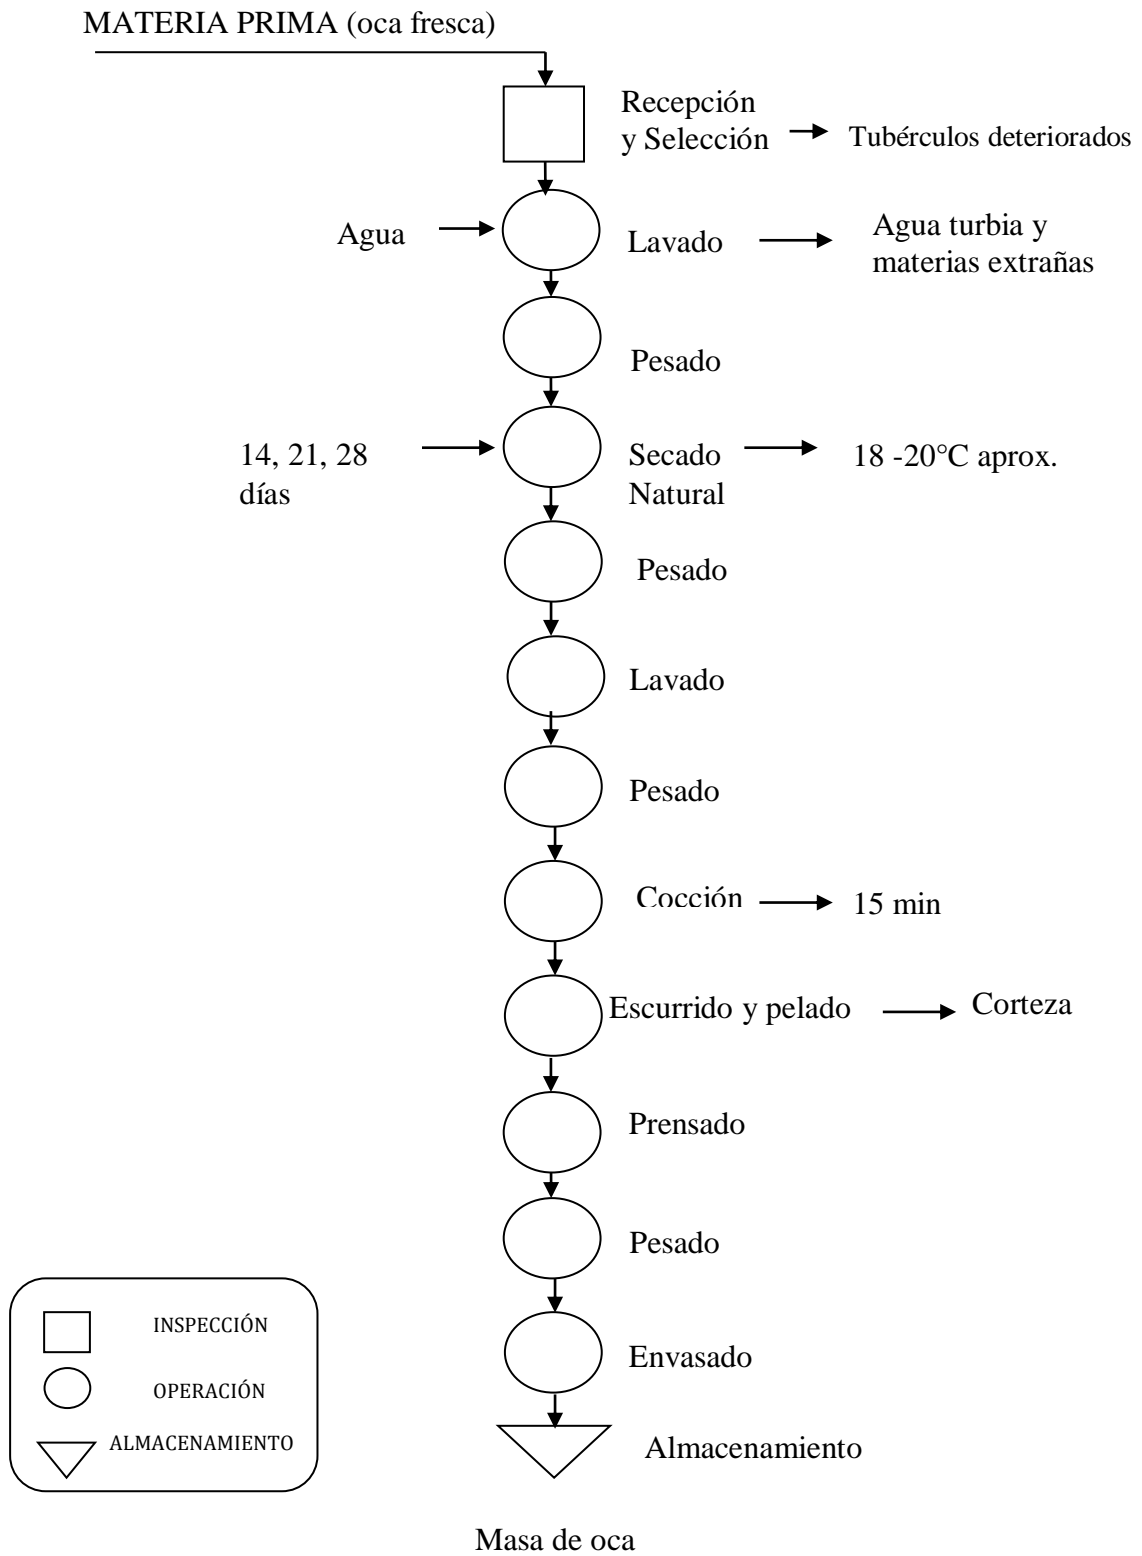 MATERIA PRIMA (oca fresca)
Recepción
y Selección
Tubérculos deteriorados
Agua
Lavado
Agua turbia y
materias extrañas
Pesado
14, 21, 28
días
Secado
Natural
18 -20°C aprox.
Pesado
Lavado
Pesado
Cocción
15 min
Escurrido y pelado
Corteza
Prensado
Pesado
Envasado
Almacenamiento
INSPECCIÓN
OPERACIÓN
ALMACENAMIENTO
Masa de oca